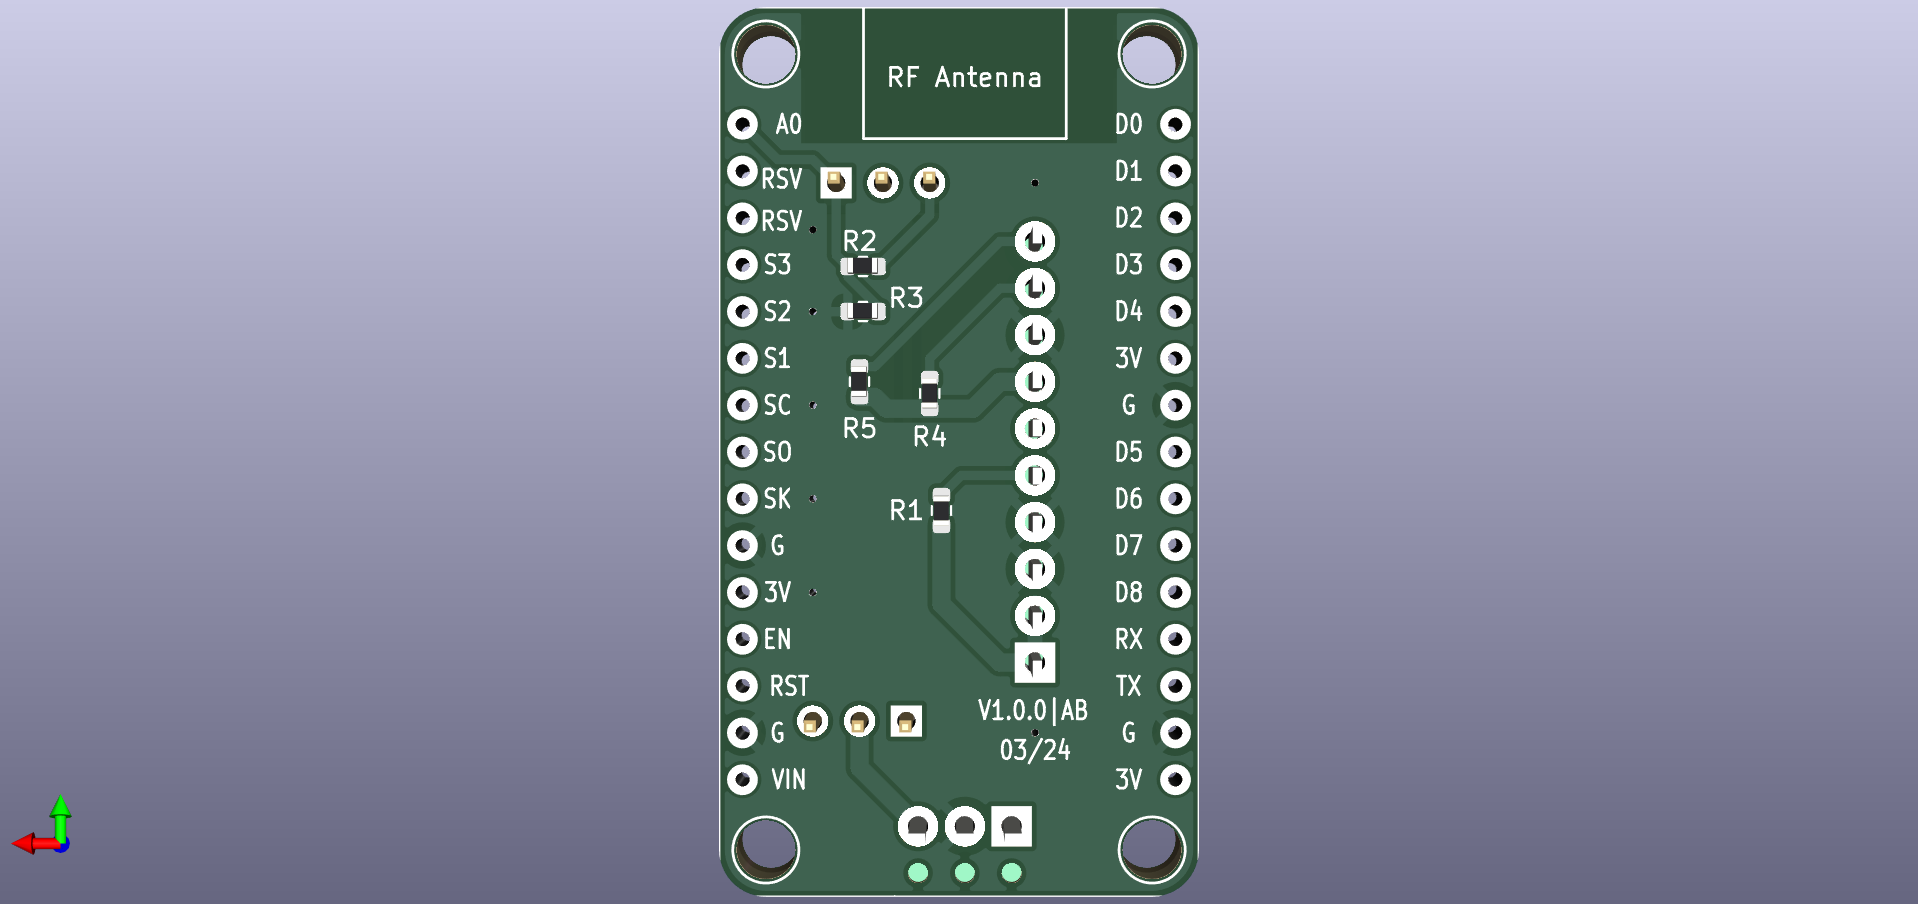 RF Antenna
A0
D0
RSV
D1
RSV
D2
R2
S3
D3
R3
S2
D4
S1
3V
SC
G
R5
R4
SO
D5
SK
D6
R1
G
D7
3V
D8
EN
RX
RST
TX
V1.0.0|AB
G
G
03/24
VIN
3V